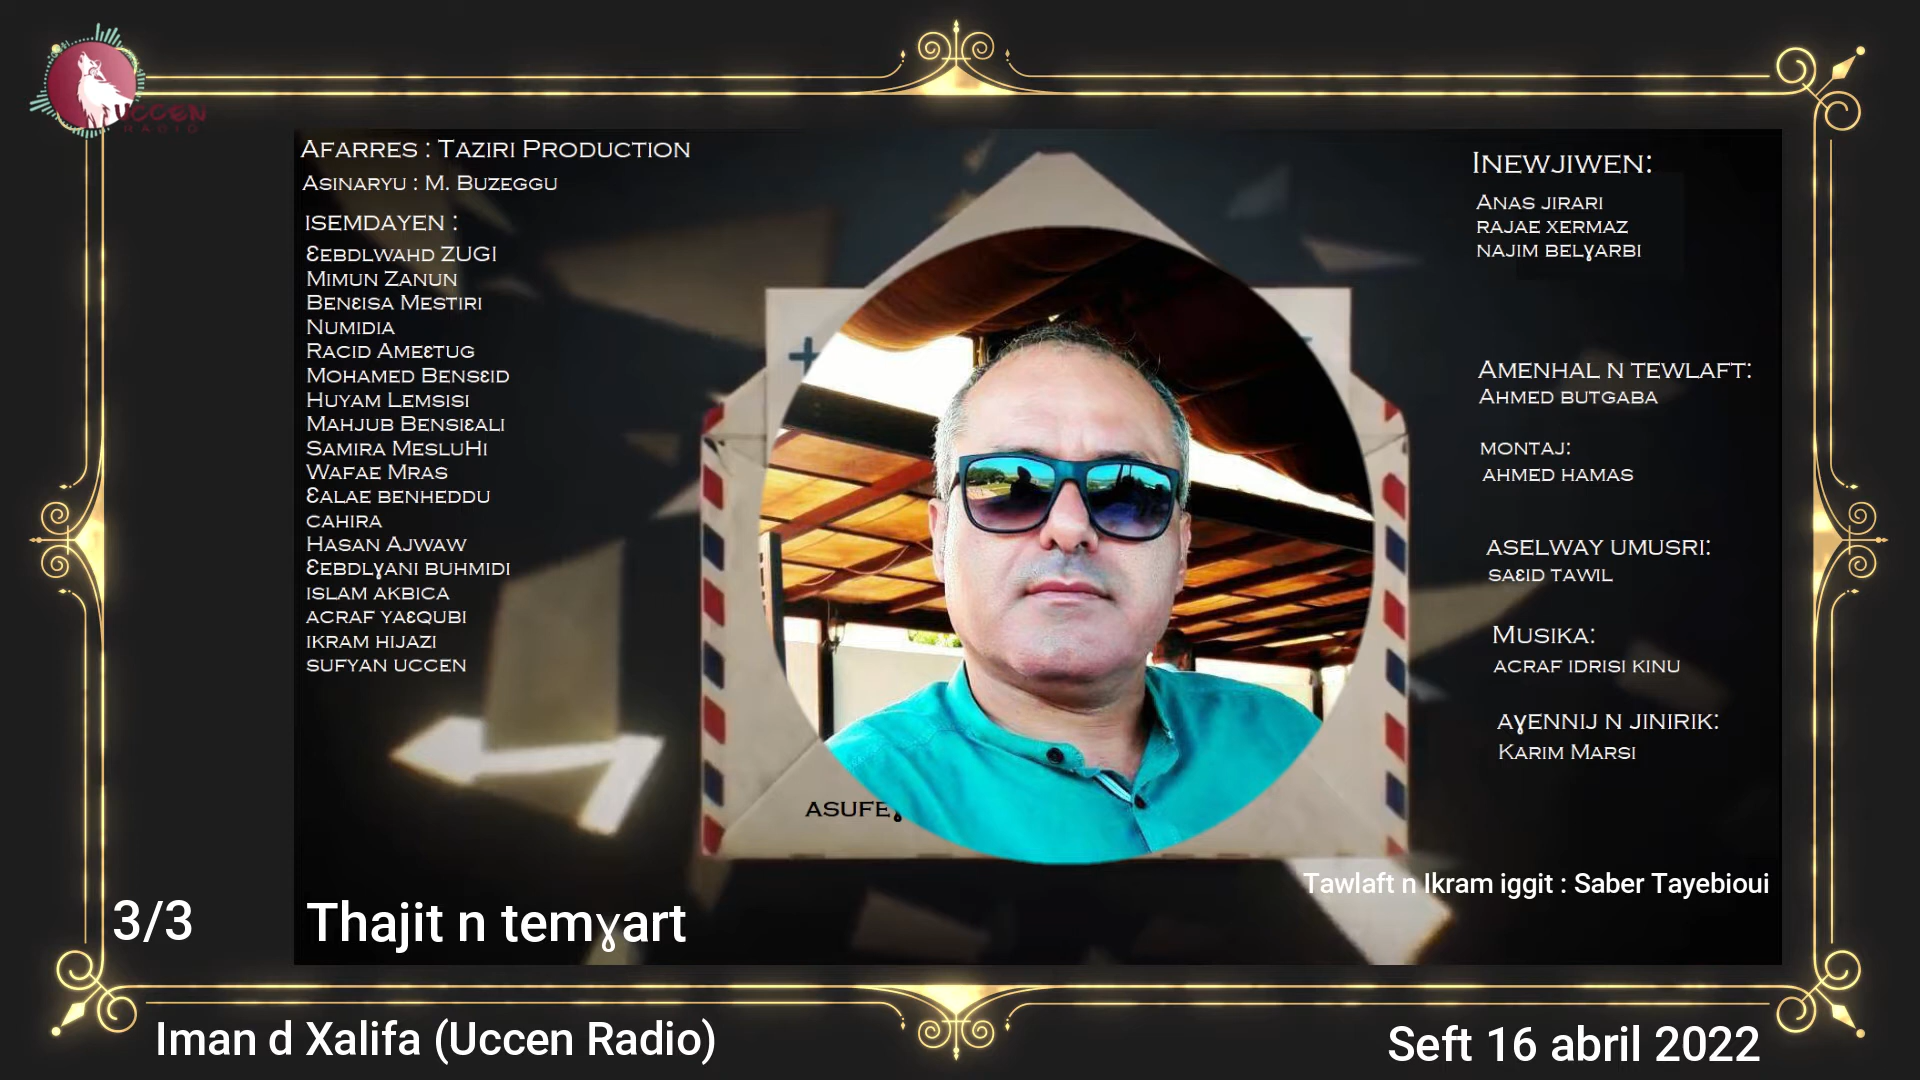 UCCEN
RADIO
AFARRES : TAZIRI PRODUCTION
ASINARYU : M. BUZEGGU
ISEMDAYEN :
ƐEBDLWAHD ZUGI
MIMUN ZANUN
BENƐISA MESTIRI
NUMIDIA
RACID AMEƐTUG
MOHAMED BENSƐID
HUYAM LEMSISI
MAHJUB BENSIƐALI
SAMIRA MESLUHI
WAFAE MRAS
ƐALAE BENHEDDU
CAHIRA
HASAN AJWAW
ƐEBDLƔANI BUHMIDI
ISLAM AKBICA
ACRAF YAƐQUBI
IKRAM HIJAZI
SUFYAN UCCEN
INEWJIWEN:
ANAS JIRARI
RAJAE XERMAZ
NAJIM BELƔARBI
AMENHAL N TEWLAFT:
AHMED BUTGABA
MONTAJ:
AHMED HAMAS
ASELWAY UMUSRI:
SAƐID TAWIL
MUSIKA:
ACRAF IDRISI KINU
AƔENNIJ N JINIRIK:
KARIM MARSI
ASUFEƔ
Tawlaft n Ikram iggit : Saber Tayebioui
3/3
Thajit n temɣart
Iman d Xalifa (Uccen Radio)
Seft 16 abril 2022